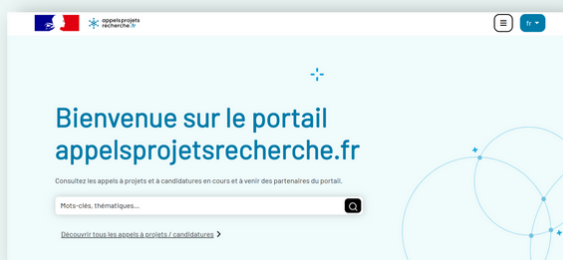 appelsprojets
recherche.fr
fr
Bienvenue sur le portail
appelsprojetsrecherche.fr
Consultez les appels à projets et à candidatures en cours et à venir des partenaires du portail.
Mots-clés, thématiques...
Découvrir tous les appels à projets / candidatures